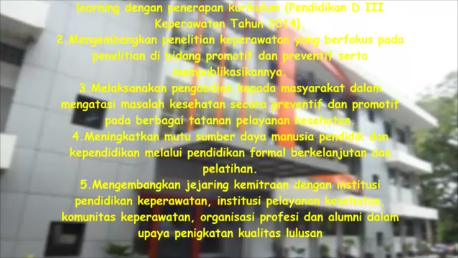 learning dengan penerapan kurikulum (Pendidikan D III
Keperawatan Tahun 2014).
2.Mengembangkan penelitian keperawatan yang berfokus pada
penelitian di bidang promotif dan preventif serta
mempublikasikannya.
3.Melaksanakan pengabdian kepada masyarakat dalam
mengatasi masalah kesehatan secara preventif dan promotif
pada berbagai tatanan pelayanan kesehatan.
4.Meningkatkan mutu sumber daya manusia pendidik dan
kependidikan melalui pendidikan formal berkelanjutan dan
pelatihan.
5.Mengembangkan jejaring kemitraan dengan institusi
pendidikan keperawatan, institusi pelayanan kesehatan,
komunitas keperawatan, organisasi profesi dan alumni dalam
upaya penigkatan kualitas lulusan